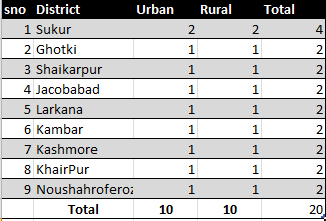 sno District Urban Rural Total
1 Sukur 2 2 4
2 Ghotki 1 1 2
3 Shaikarpur 1 1 2
4 Jacobabad 1 1 2
5 Larkana 1 1 2
6 Kambar 1 1 2
7 Kashmore 1 1 2
8 KhairPur 1 1 2
9 Noushahroferoz 1 1 2
Total 10 10 20